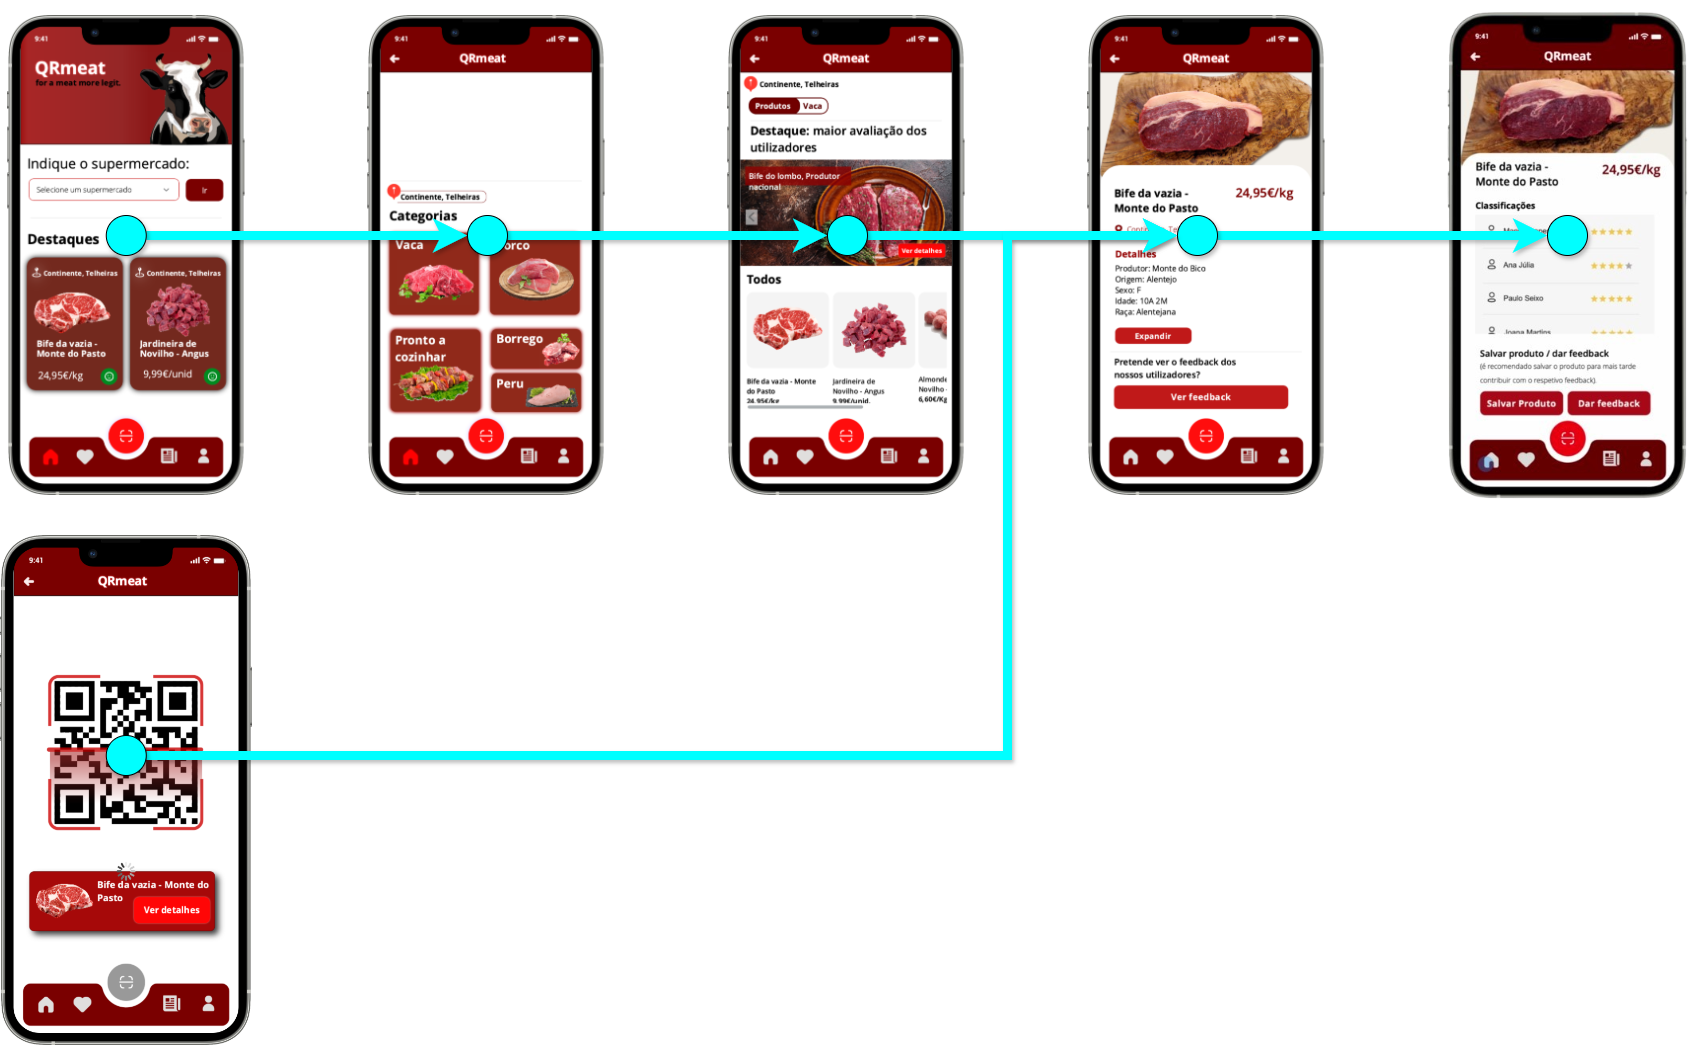 9:41
QRmeat
for a meat more legit.
Indique o supermercado:
Selecione um supermercado
Ir
Destaques
Continente, Telheiras
Continente, Telheiras
Bife da vazia -
Monte do Pasto
24,95€/kg
Jardineira de
Novilho - Angus
9,99€/unid
9:41
QRmeat
Continente, Telheiras
Categorias
Vaca
Pronto a
cozinhar
Borrego
Peru
9:41
QRmeat
Continente, Telheiras
Produtos
Vaca
Destaque: maior avaliação dos
utilizadores
Bife do lombo, Produtor
nacional
Ver detalhes
Todos
Bife da vazia - Monte
do Pasto
24,95€/kg
Jardineira de
Novilho - Angus
9,99€/unid.
Almonde
Novilho -
6,60€/Kg
9:41
QRmeat
Bife da vazia -
Monte do Pasto
24,95€/kg
Detalhes
Produtor: Monte do Bico
Origem: Alentejo
Sexo: F
Idade: 10A 2M
Raça: Alentejana
Expandir
Pretende ver o feedback dos
nossos utilizadores?
Ver feedback
9:41
QRmeat
Bife da vazia -
Monte do Pasto
24,95€/kg
Classificações
Ana Júlia
Paulo Seixo
Joana Martins
Salvar produto / dar feedback
(é recomendado salvar o produto para mais tarde
contribuir com o respetivo feedback).
Salvar Produto
Dar feedback
9:41
QRmeat
Bife da vazia - Monte do
Pasto
Ver detalhes